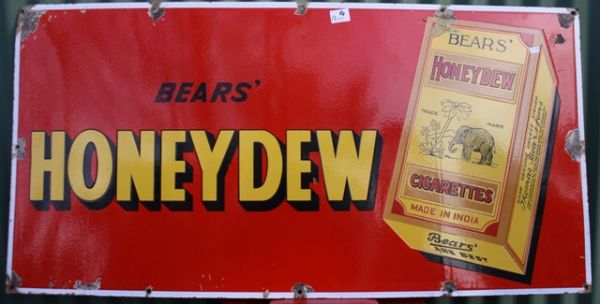 BEARS'
HONEYDEW
BEARS'
HONEYDEW
TRADE MARK
CIGARETTES
MADE IN INDIA
Bears'
ARE BEST